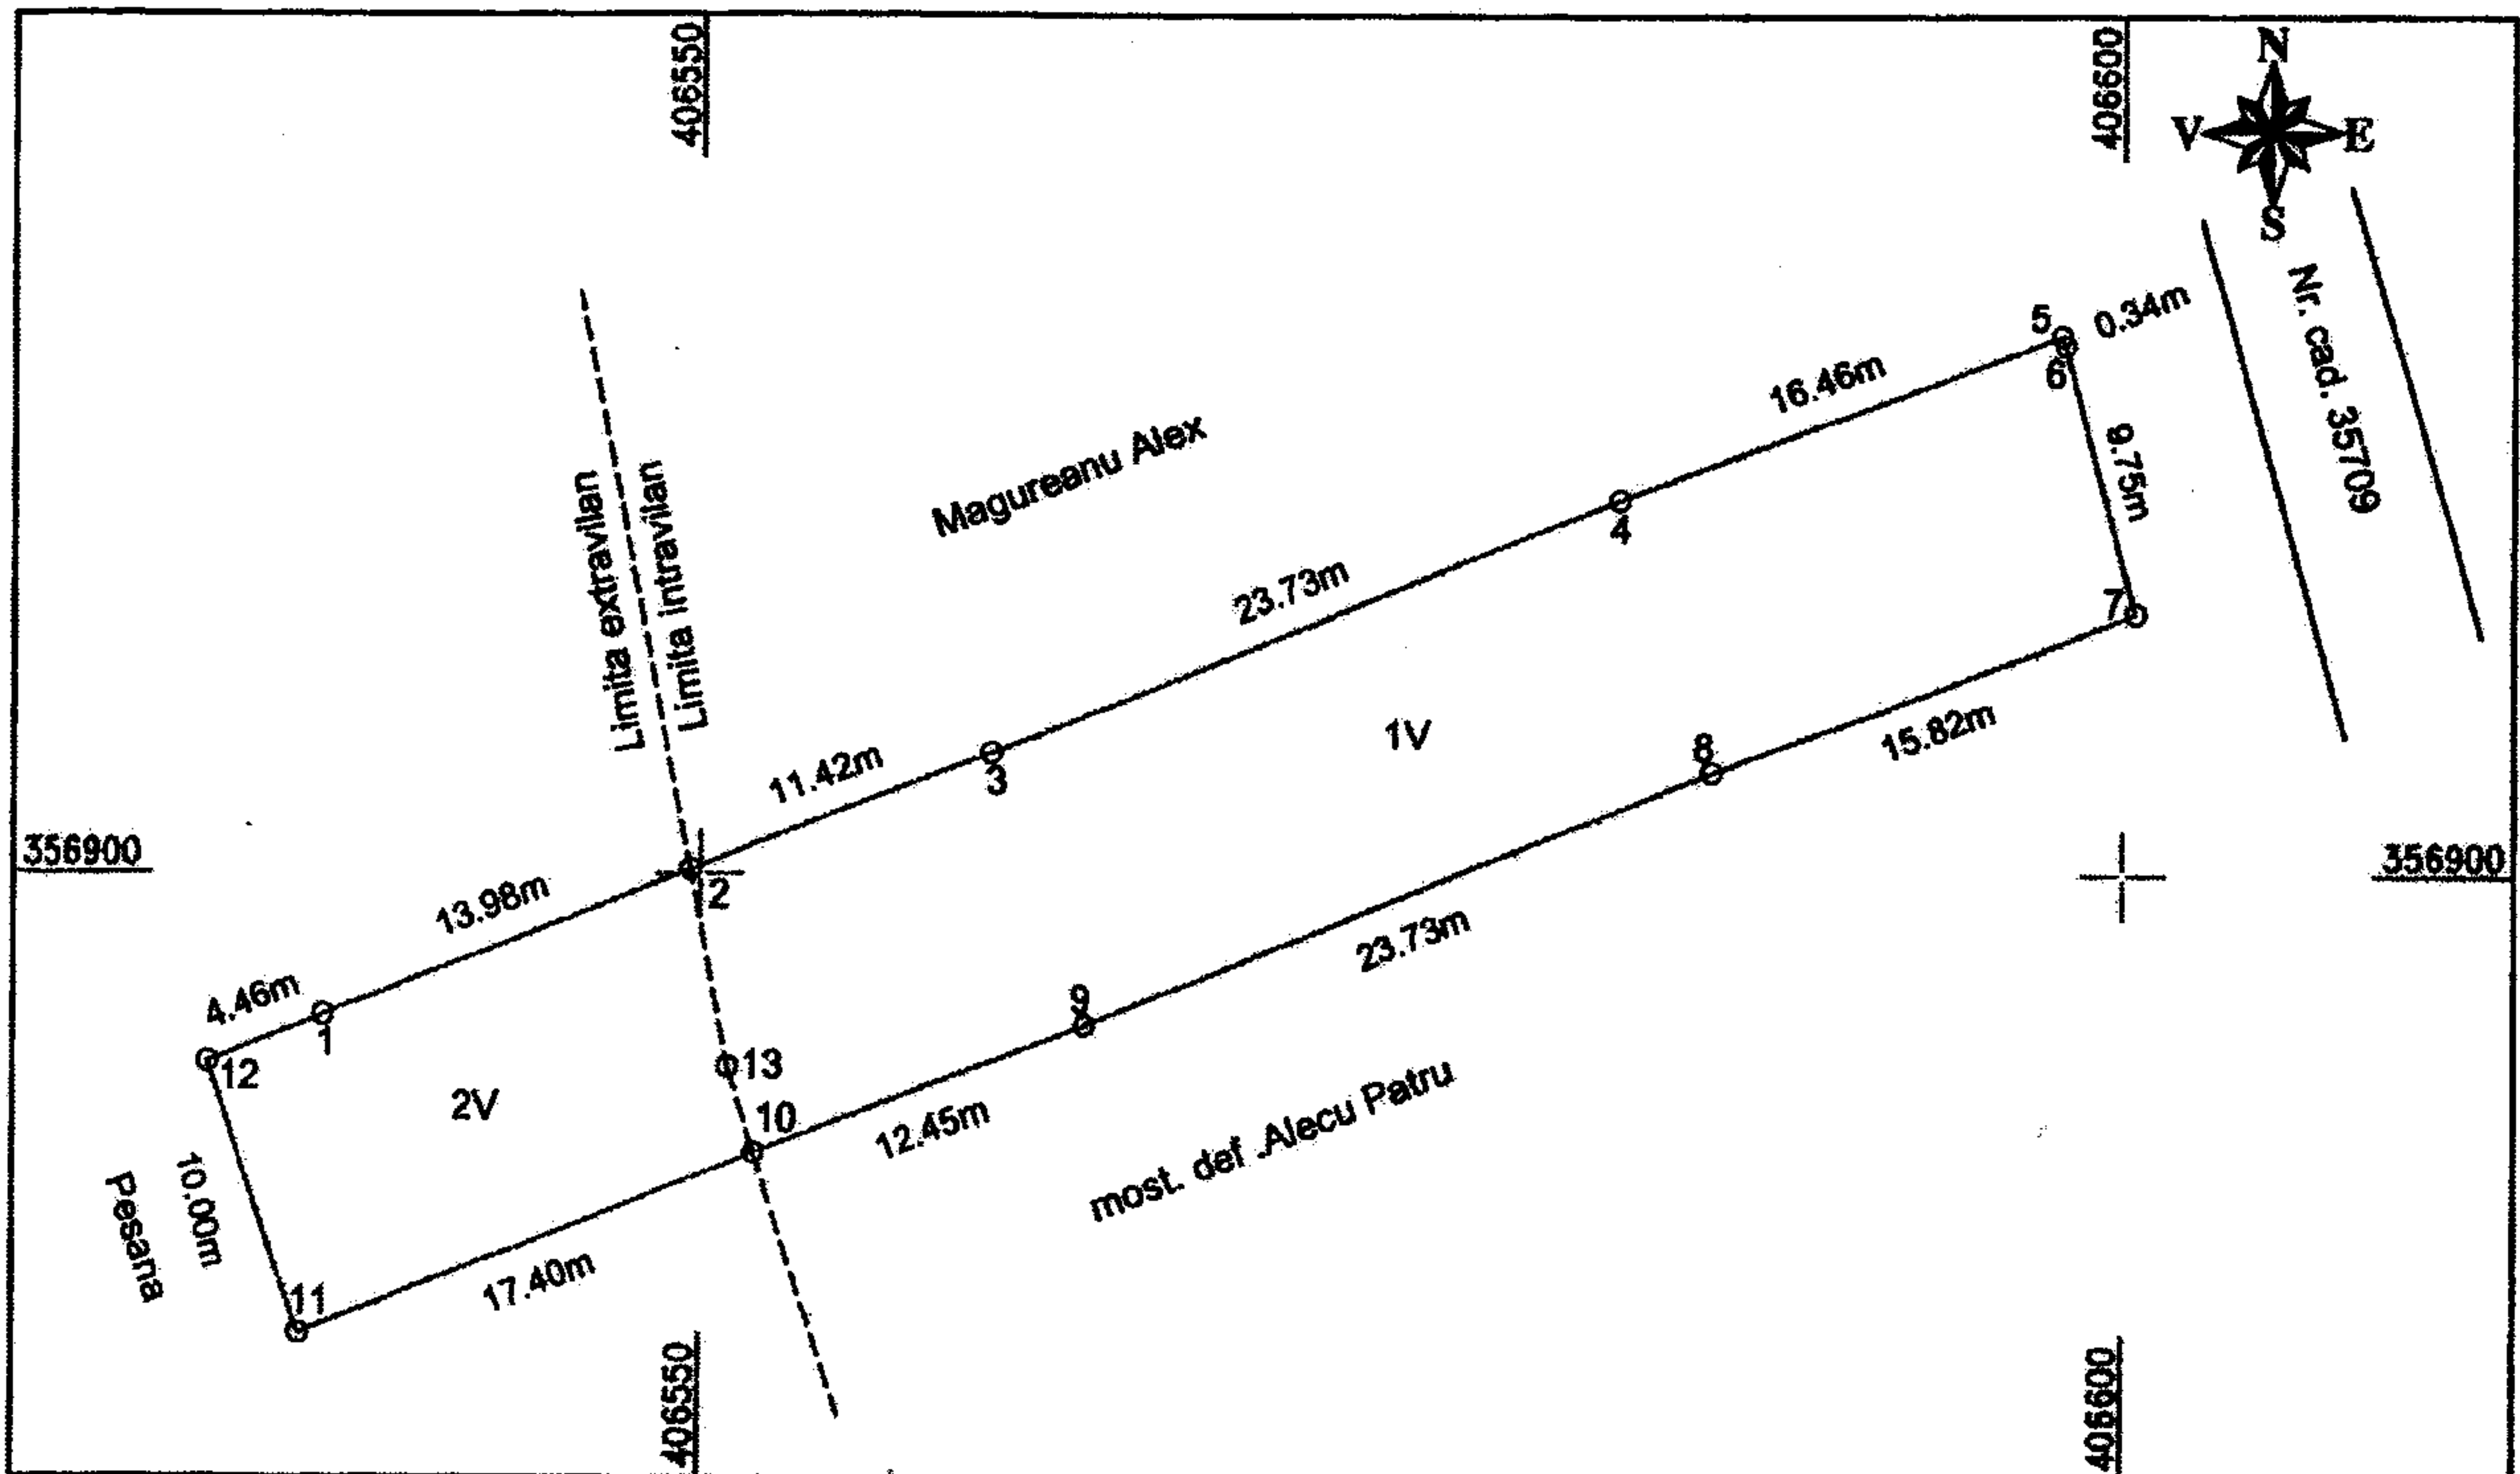 406550
406600
N
V E
S
Nr. cad. 35709
5
0.34m
6
16.46m
9.75m
Magureanu Alex
4
Limita extravilan
Limita intravilan
23.73m
7
1V
15.82m
8
11.42m
3
356900
356900
2
13.98m
23.73m
4.46m
1
9
12
13
2V
10
12.45m
most. def .Alecu Patru
10.00m
Pesana
11
17.40m
406550
406600